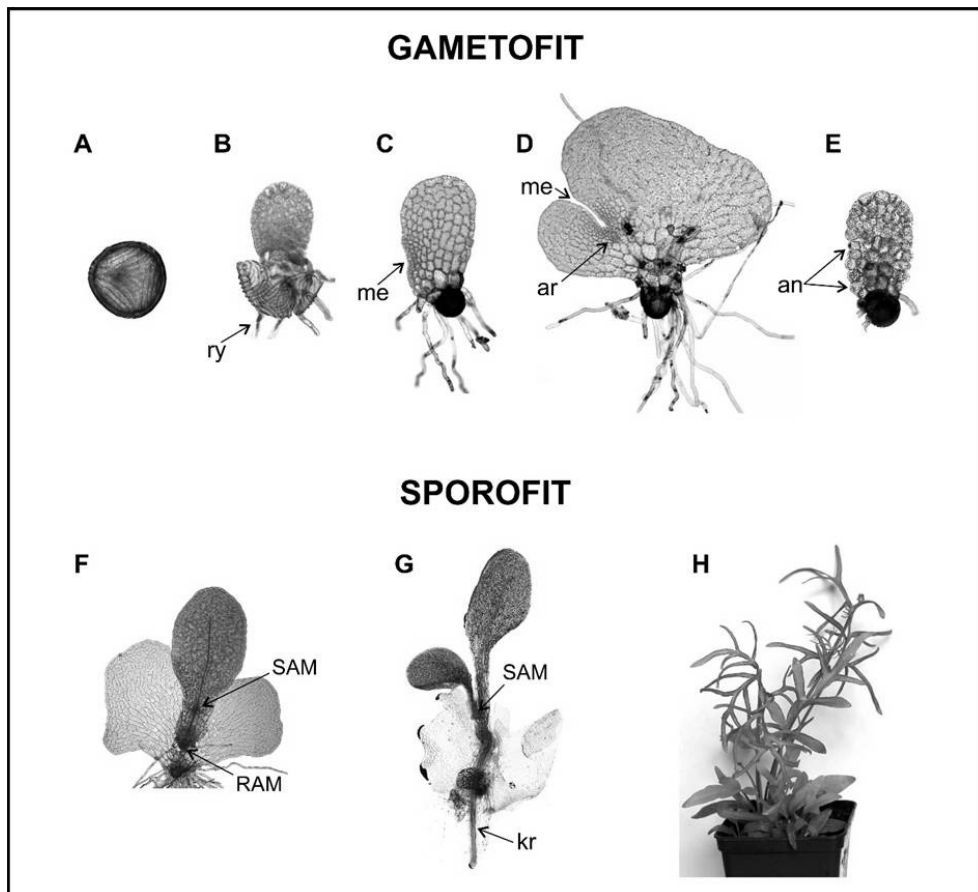 GAMETOFIT
A B C D E
me
me
an
ar
ry
SPOROFIT
F G H
SAM SAM
RAM
kr